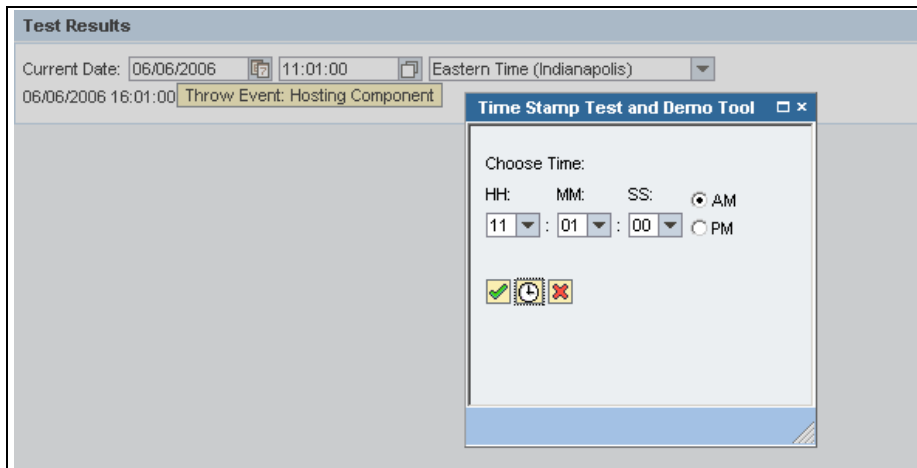 Test Results
Current Date: 06/06/2006 11:01:00 Eastern Time (Indianapolis)
06/06/2006 16:01:00 Throw Event: Hosting Component
Time Stamp Test and Demo Tool
Choose Time:
HH: MM: SS:
AM
11 : 01 : 00
PM